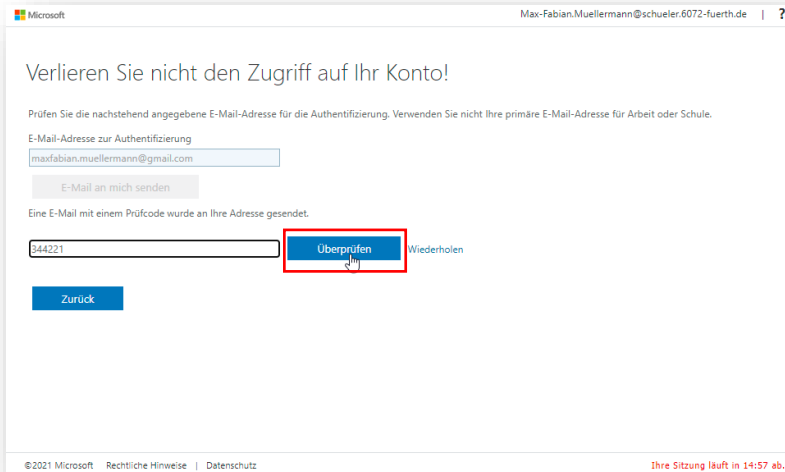 Microsoft Max-Fabian.Muellermann@schueler.6072-fuerth.de | ?
Verlieren Sie nicht den Zugriff auf Ihr Konto!
Prüfen Sie die nachstehend angegebene E-Mail-Adresse für die Authentifizierung. Verwenden Sie nicht Ihre primäre E-Mail-Adresse für Arbeit oder Schule.
E-Mail-Adresse zur Authentifizierung
maxfabian.muellermann@gmail.com
E-Mail an mich senden
Eine E-Mail mit einem Prüfcode wurde an Ihre Adresse gesendet.
344221 Überprüfen Wiederholen
Zurück
©2021 Microsoft Rechtliche Hinweise | Datenschutz Ihre Sitzung läuft in 14:57 ab.